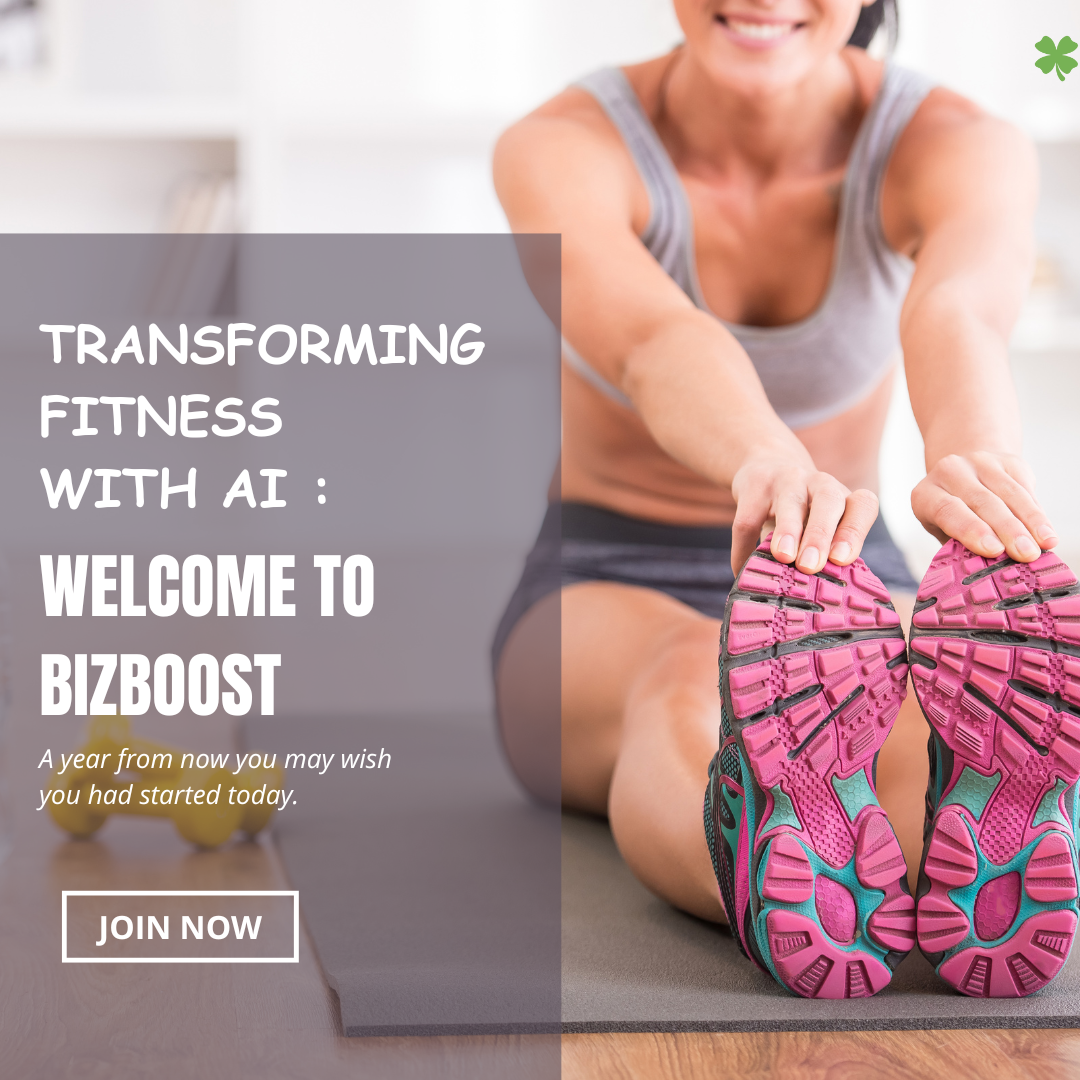 TRANSFORMING
FITNESS
WITH AI :
WELCOME TO
BIZBOOST
A year from now you may wish
you had started today.
JOIN NOW